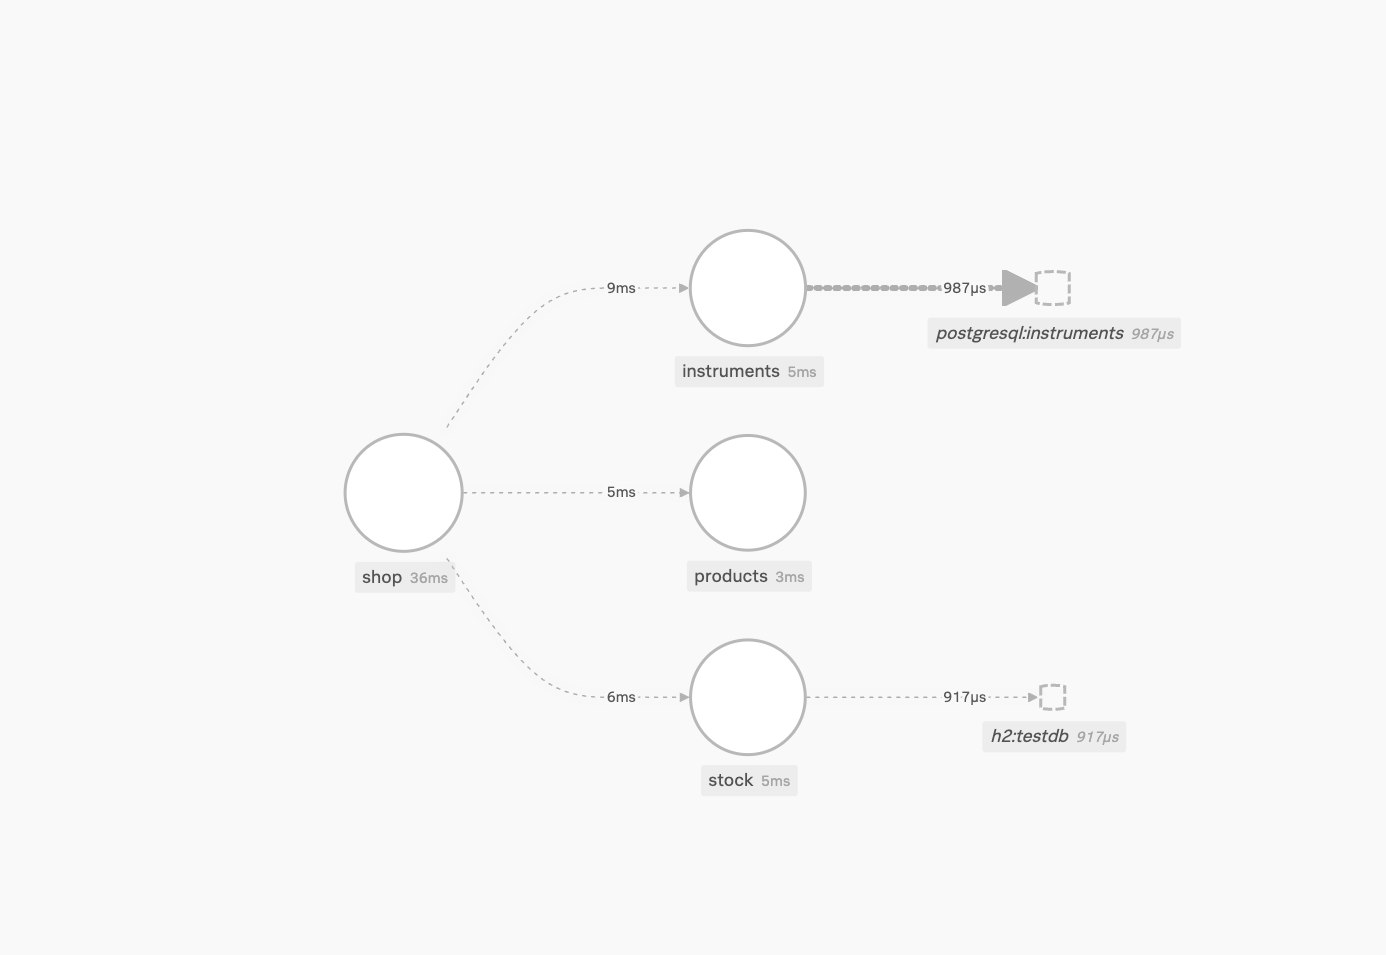 9ms
987µs
postgresql:instruments 987µs
instruments 5ms
5ms
shop 36ms
products 3ms
6ms
917µs
h2:testdb 917µs
stock 5ms